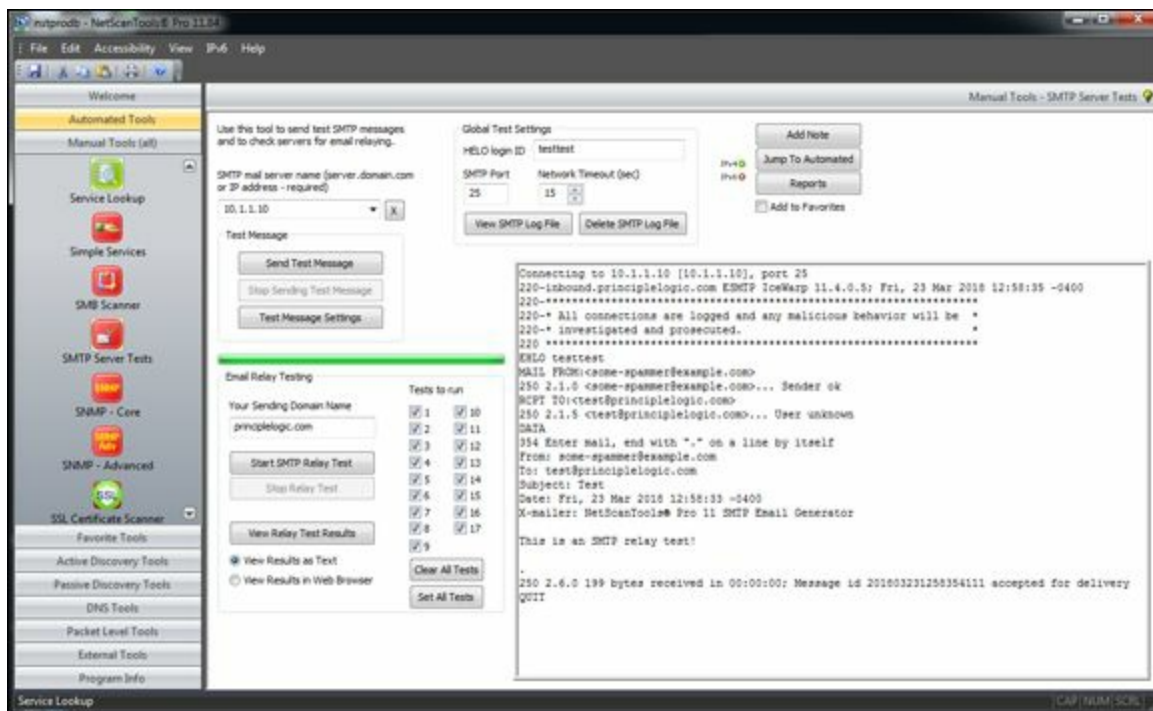 nstprodb - NetScanTools® Pro 11.84
File Edit Accessibility View IPv6 Help
Welcome
Automated Tools
Manual Tools (all)
Service Lookup
Simple Services
SMB Scanner
SMTP Server Tests
SNMP - Core
SNMP - Advanced
SSL
SSL Certificate Scanner
Favorite Tools
Active Discovery Tools
Passive Discovery Tools
DNS Tools
Packet Level Tools
External Tools
Program Info
Manual Tools - SMTP Server Tests
Use this tool to send test SMTP messages
and to check servers for email relaying.
SMTP mail server name (server.domain.com
or IP address - required)
10.1.1.10
X
Test Message
Send Test Message
Stop Sending Test Message
Test Message Settings
Global Test Settings
HELO login ID testtest
SMTP Port Network Timeout (sec)
25 15
View SMTP Log File Delete SMTP Log File
IPv4
IPv6
Add Note
Jump To Automated
Reports
Add to Favorites
Email Relay Testing
Your Sending Domain Name
principlelogic.com
Start SMTP Relay Test
Stop Relay Test
View Relay Test Results
View Results as Text
View Results in Web Browser
Tests to run
1 10
2 11
3 12
4 13
5 14
6 15
7 16
8 17
9
Clear All Tests
Set All Tests
Connecting to 10.1.1.10 [10.1.1.10], port 25
220-inbound.principlelogic.com ESMTP IceWarp 11.4.0.5; Fri, 23 Mar 2018 12:58:35 -0400
220-******************************************************************
220-* All connections are logged and any malicious behavior will be *
220-* investigated and prosecuted. *
220 ******************************************************************
EHLO testtest
MAIL FROM:<some-spammer@example.com>
250 2.1.0 <some-spammer@example.com>... Sender ok
RCPT TO:<test@principlelogic.com>
250 2.1.5 <test@principlelogic.com>... User unknown
DATA
354 Enter mail, end with "." on a line by itself
From: some-spammer@example.com
To: test@principlelogic.com
Subject: Test
Date: Fri, 23 Mar 2018 12:58:33 -0400
X-mailer: NetScanTools® Pro 11 SMTP Email Generator
This is an SMTP relay test!
.
250 2.6.0 199 bytes received in 00:00:00; Message id 201803231258354111 accepted for delivery
QUIT
Service Lookup
CAP NUM SCRL